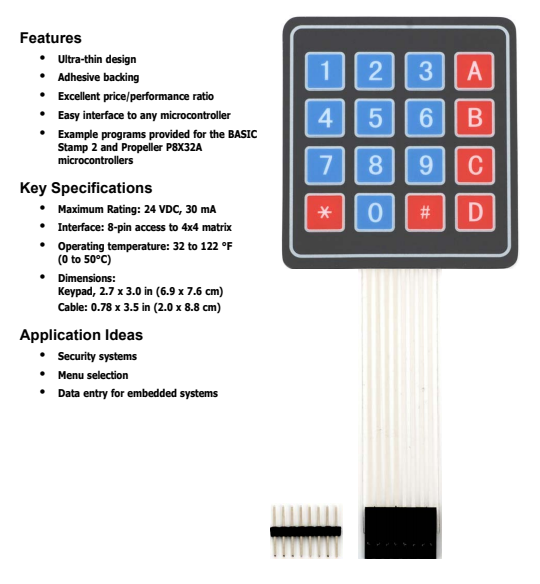 Features
• Ultra-thin design
• Adhesive backing
• Excellent price/performance ratio
• Easy interface to any microcontroller
• Example programs provided for the BASIC
Stamp 2 and Propeller P8X32A
microcontrollers
Key Specifications
• Maximum Rating: 24 VDC, 30 mA
• Interface: 8-pin access to 4x4 matrix
• Operating temperature: 32 to 122 °F
(0 to 50°C)
• Dimensions:
Keypad, 2.7 x 3.0 in (6.9 x 7.6 cm)
Cable: 0.78 x 3.5 in (2.0 x 8.8 cm)
Application Ideas
• Security systems
• Menu selection
• Data entry for embedded systems
1 2 3 A
4 5 6 B
7 8 9 C
* 0 # D